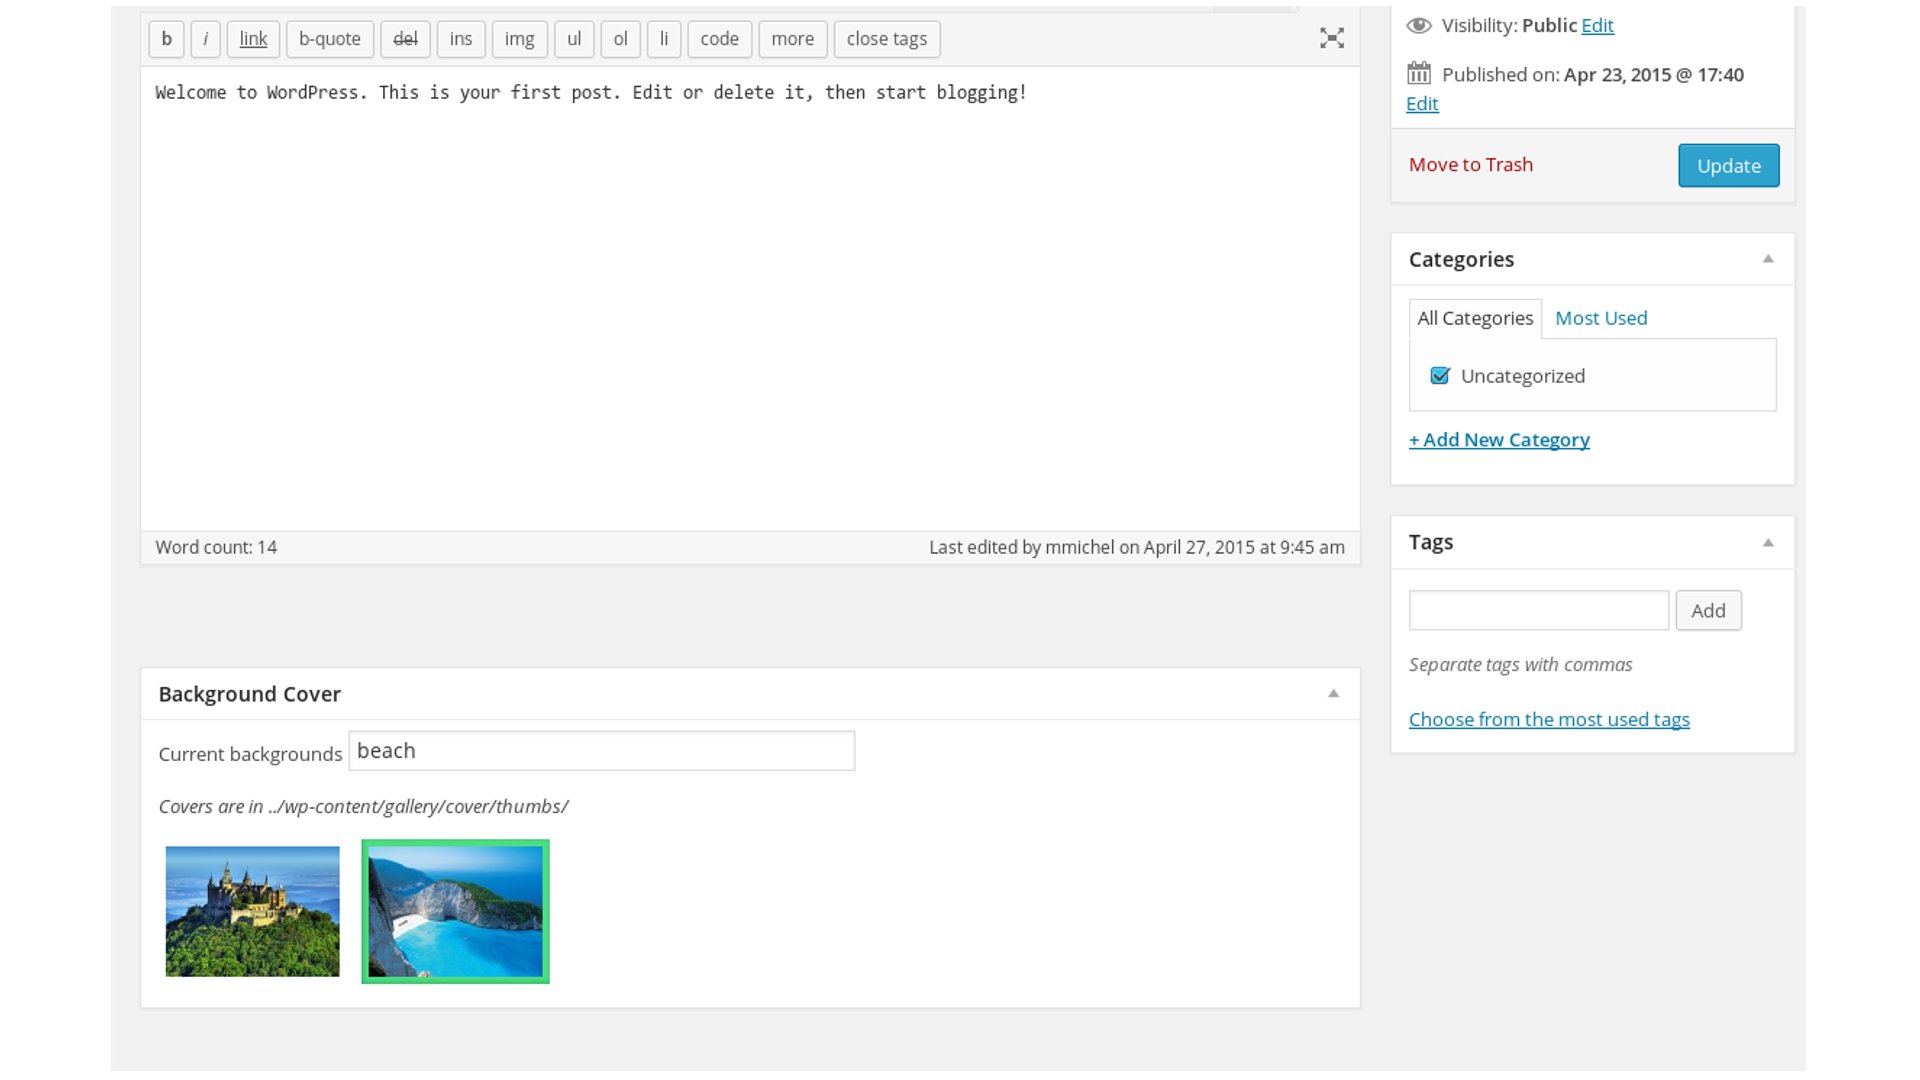 b i link b-quote del ins img ul ol li code more close tags
Welcome to WordPress. This is your first post. Edit or delete it, then start blogging!
Word count: 14 Last edited by mmichel on April 27, 2015 at 9:45 am
Background Cover
Current backgrounds beach
Covers are in ../wp-content/gallery/cover/thumbs/
Visibility: Public Edit
Published on: Apr 23, 2015 @ 17:40
Edit
Move to Trash Update
Categories
All Categories Most Used
Uncategorized
+ Add New Category
Tags
Add
Separate tags with commas
Choose from the most used tags